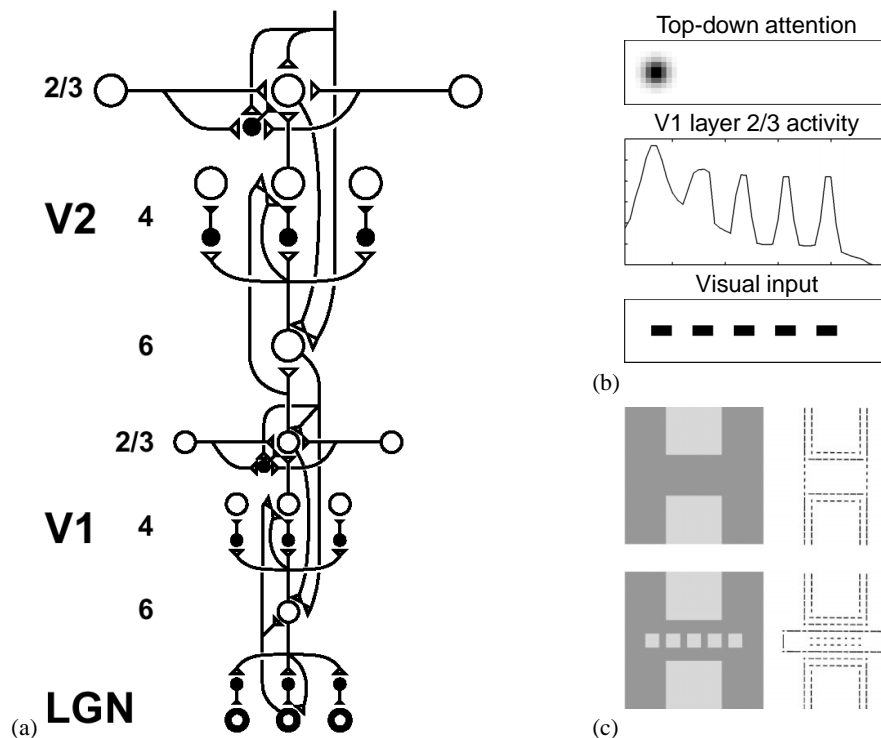 2/3
V2
4
6
2/3
V1
4
6
LGN
(a)
Top-down attention
V1 layer 2/3 activity
Visual input
(b)
(c)